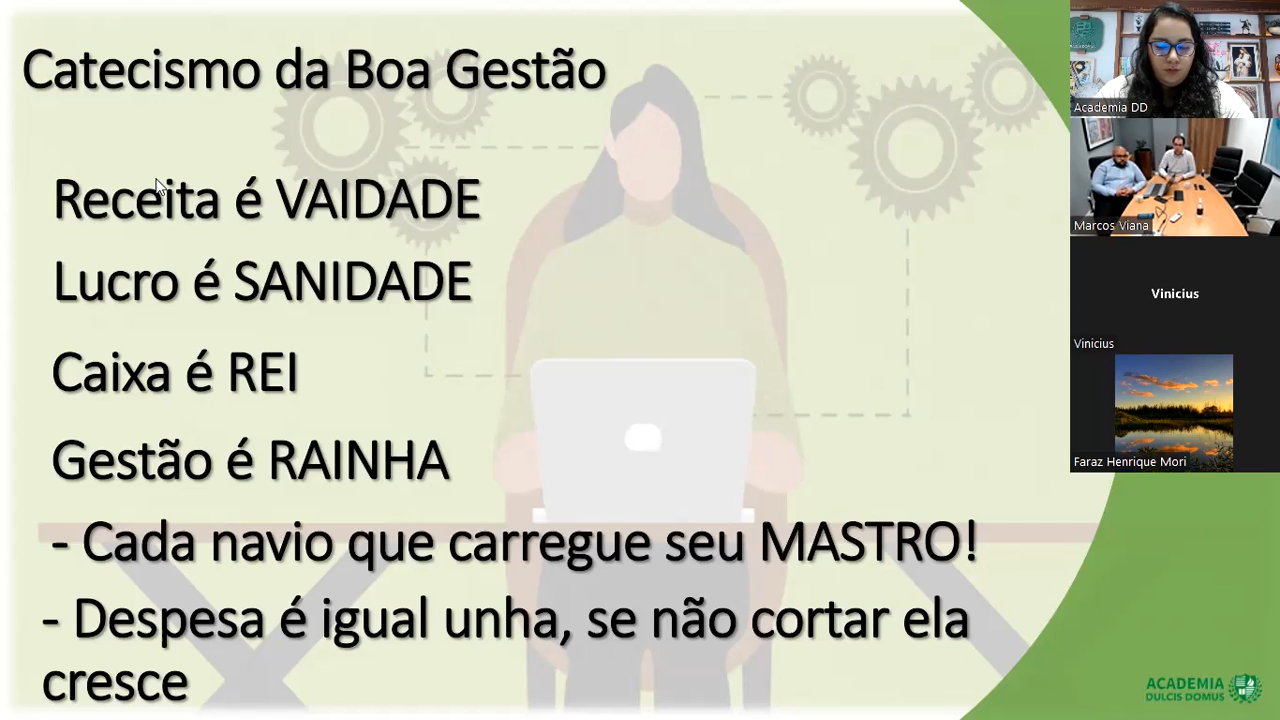 Catecismo da Boa Gestão
Receita é VAIDADE
Lucro é SANIDADE
Caixa é REI
Gestão é RAINHA
- Cada navio que carregue seu MASTRO!
- Despesa é igual unha, se não cortar ela
cresce
Academia DD
Marcos Viana
Vinicius
Vinicius
Faraz Henrique Mori
ACADEMIA
DULCIS DOMUS